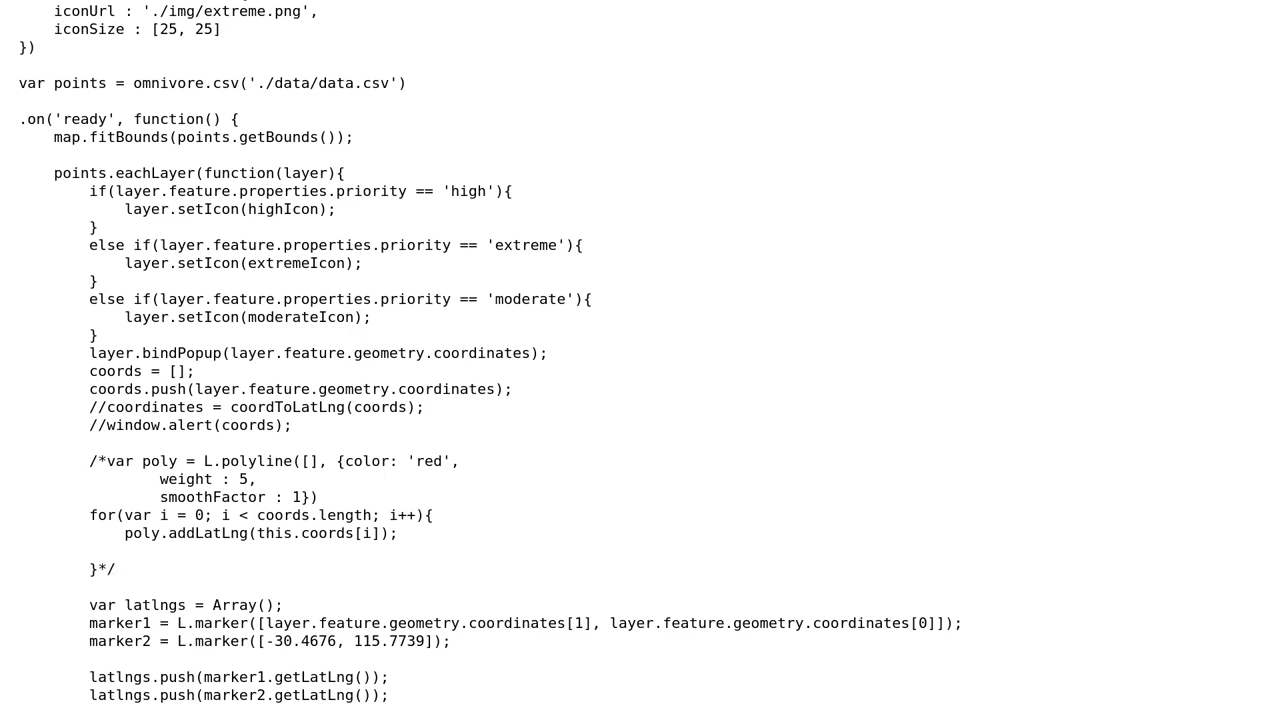 iconUrl : './img/extreme.png',
iconSize : [25, 25]
})
var points = omnivore.csv('./data/data.csv')
.on('ready', function() {
map.fitBounds(points.getBounds());
points.eachLayer(function(layer){
if(layer.feature.properties.priority == 'high'){
layer.setIcon(highIcon);
}
else if(layer.feature.properties.priority == 'extreme'){
layer.setIcon(extremeIcon);
}
else if(layer.feature.properties.priority == 'moderate'){
layer.setIcon(moderateIcon);
}
layer.bindPopup(layer.feature.geometry.coordinates);
coords = [];
coords.push(layer.feature.geometry.coordinates);
//coordinates = coordToLatLng(coords);
//window.alert(coords);
/*var poly = L.polyline([], {color: 'red',
weight : 5,
smoothFactor : 1})
for(var i = 0; i < coords.length; i++){
poly.addLatLng(this.coords[i]);
}*/
var latlngs = Array();
marker1 = L.marker([layer.feature.geometry.coordinates[1], layer.feature.geometry.coordinates[0]]);
marker2 = L.marker([-30.4676, 115.7739]);
latlngs.push(marker1.getLatLng());
latlngs.push(marker2.getLatLng());